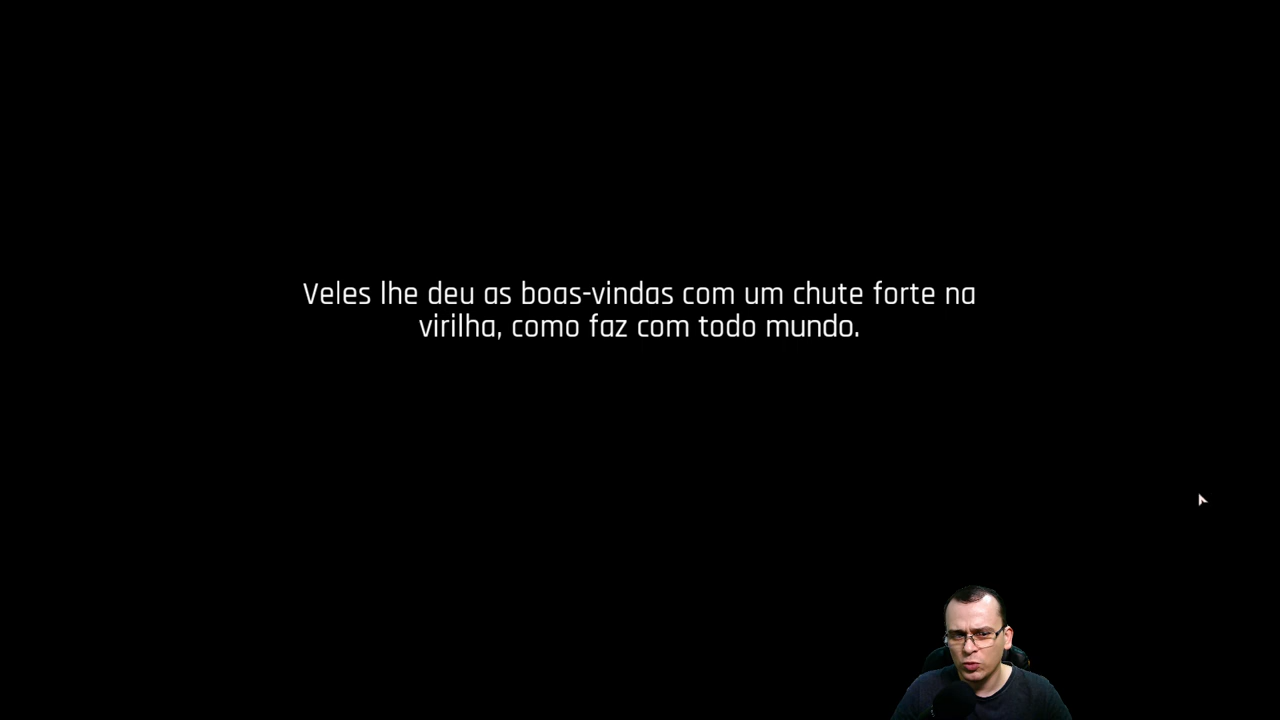 Veles lhe deu as boas-vindas com um chute forte na
virilha, como faz com todo mundo.